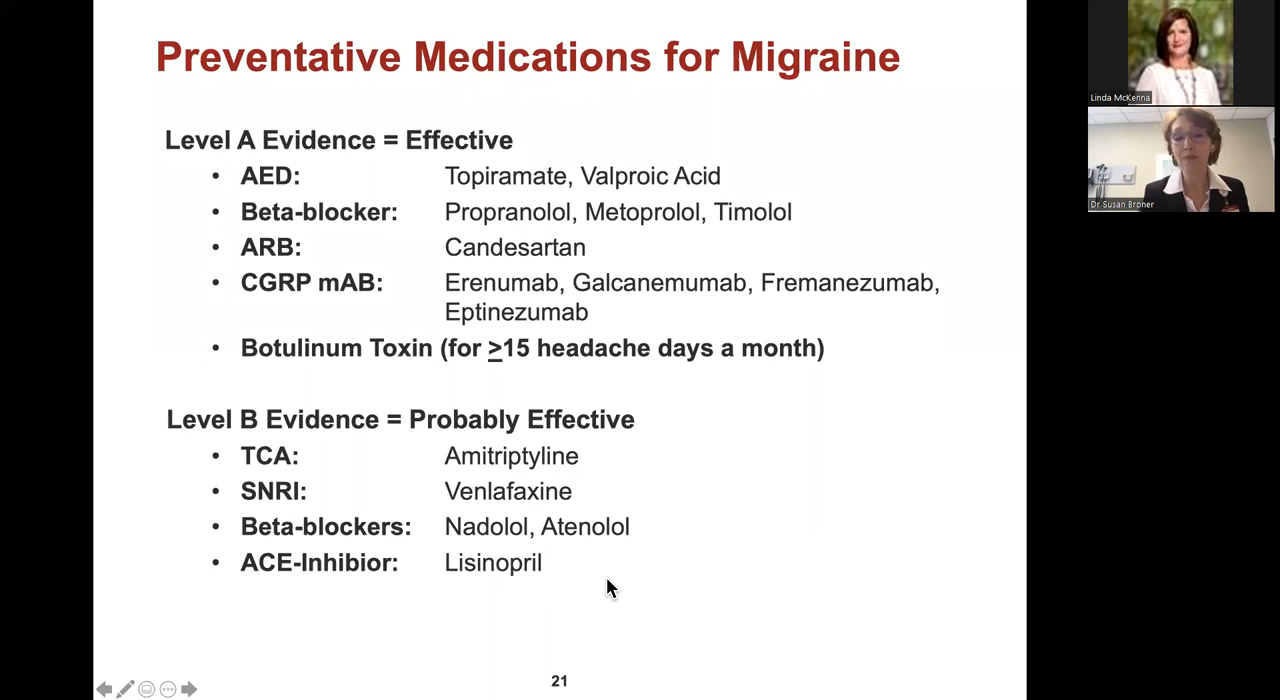 Preventative Medications for Migraine
Level A Evidence = Effective
• AED: Topiramate, Valproic Acid
• Beta-blocker: Propranolol, Metoprolol, Timolol
• ARB: Candesartan
• CGRP mAB: Erenumab, Galcanemumab, Fremanezumab,
Eptinezumab
• Botulinum Toxin (for ≥15 headache days a month)
Level B Evidence = Probably Effective
• TCA: Amitriptyline
• SNRI: Venlafaxine
• Beta-blockers: Nadolol, Atenolol
• ACE-Inhibior: Lisinopril
21
Linda McKenna
Dr Susan Broner